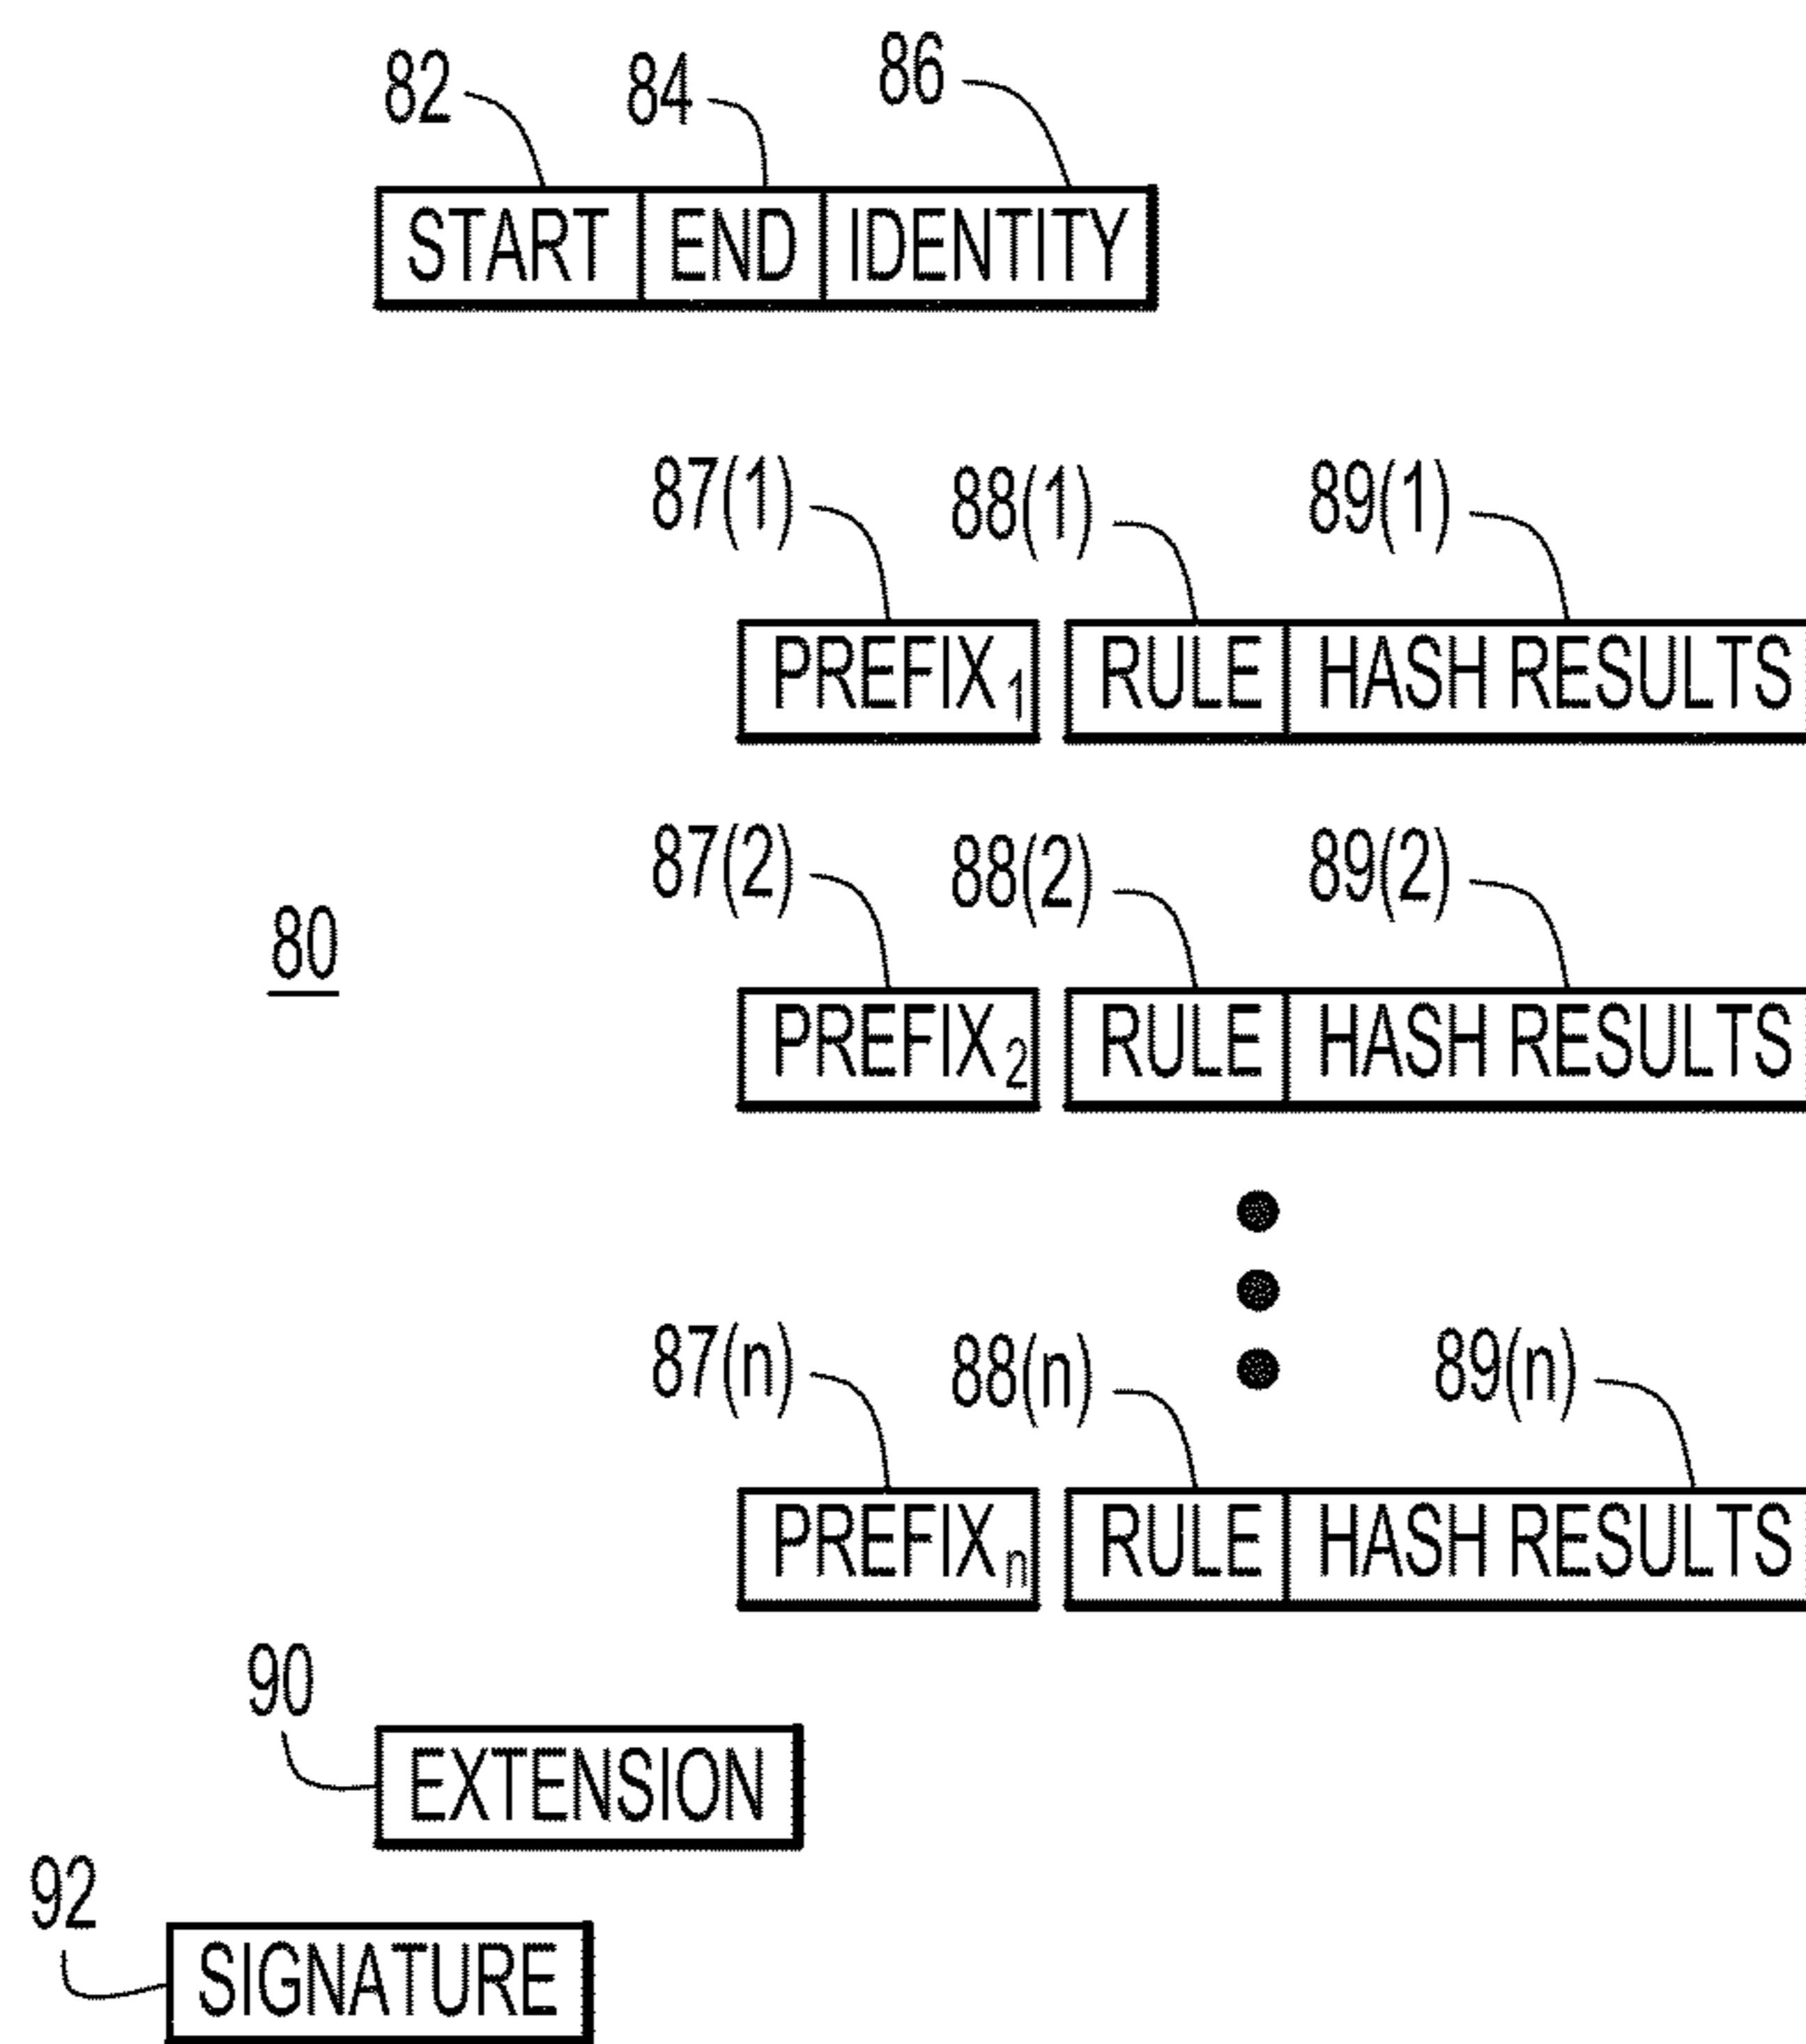 82 84 86
START END IDENTITY
87(1) 88(1) 89(1)
PREFIX1 RULE HASH RESULTS
87(2) 88(2) 89(2)
80
PREFIX2 RULE HASH RESULTS
87(n) 88(n) 89(n)
PREFIXn RULE HASH RESULTS
90
EXTENSION
92
SIGNATURE